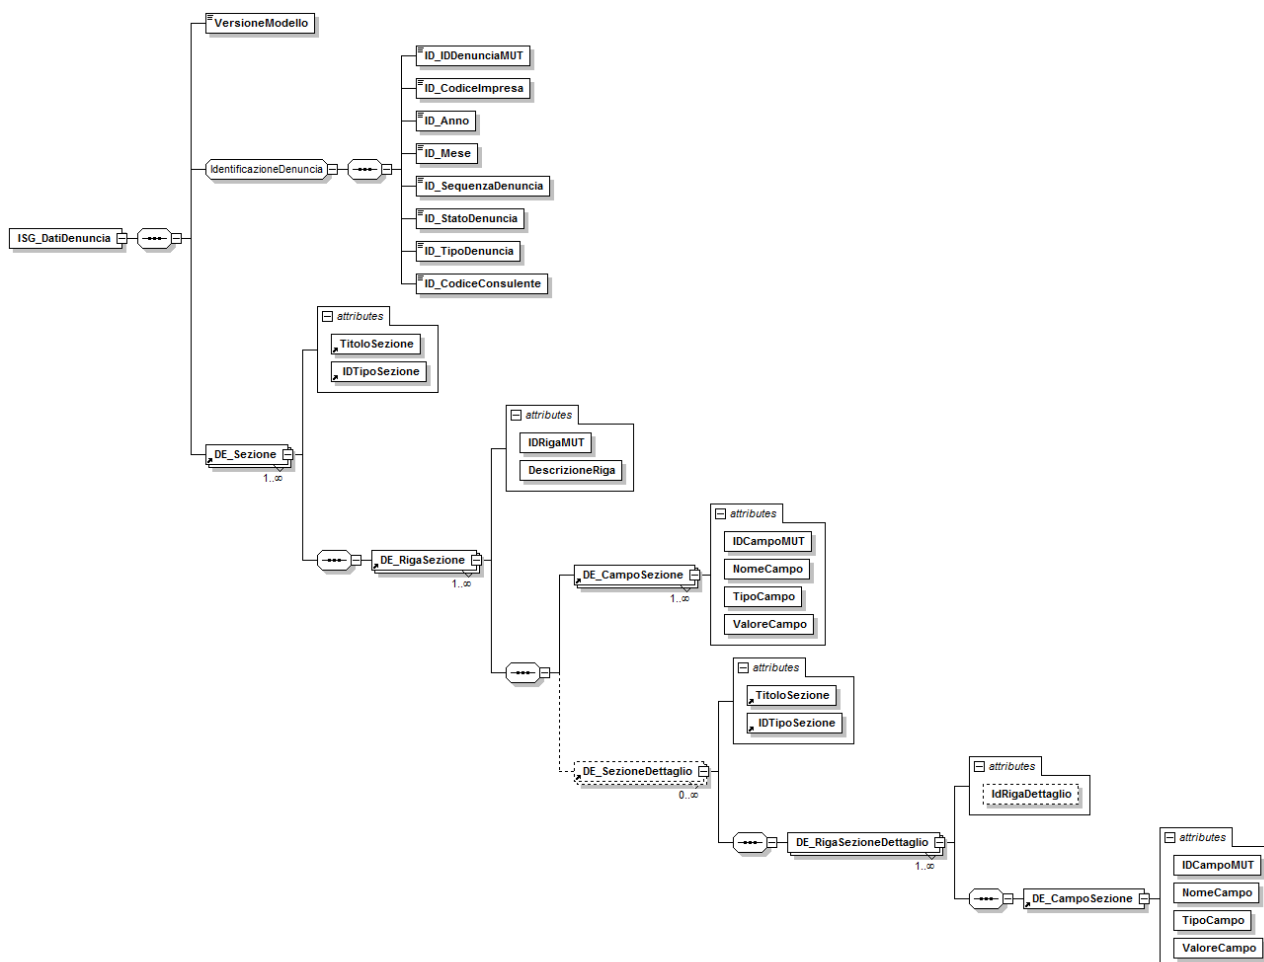 VersioneModello
ID_IDDenunciaMUT
ID_CodiceImpresa
ID_Anno
ID_Mese
IdentificazioneDenuncia
ID_SequenzaDenuncia
ID_StatoDenuncia
ISG_DatiDenuncia
ID_TipoDenuncia
ID_CodiceConsulente
attributes
TitoloSezione
IDTipoSezione
DE_Sezione
1..∞
attributes
IDRigaMUT
DescrizioneRiga
DE_RigaSezione
1..∞
attributes
IDCampoMUT
NomeCampo
TipoCampo
ValoreCampo
DE_CampoSezione
1..∞
attributes
TitoloSezione
IDTipoSezione
DE_SezioneDettaglio
0..∞
attributes
IdRigaDettaglio
DE_RigaSezioneDettaglio
1..∞
attributes
IDCampoMUT
NomeCampo
TipoCampo
ValoreCampo
DE_CampoSezione